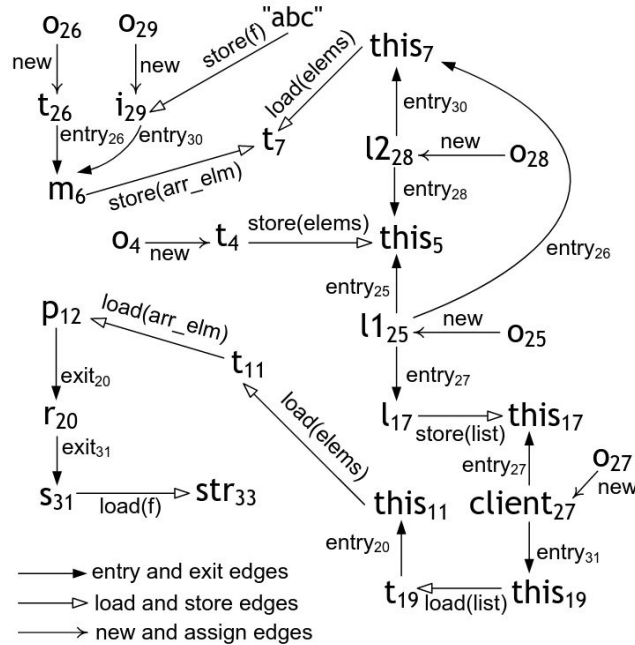 o26 o29 "abc"
new new store(f) load(elems) this7
t26 i29 entry30
entry26 entry30 t7 l228 new o28
m6 store(arr_elm) entry28
o4 new t4 store(elems) this5
entry25 entry26
p12 load(arr_elm) l125 new o25
t11 entry27
exit20
r20 load(elems) l17 store(list) this17
exit31 entry27 o27
s31 load(f) str33 this11 client27 new
entry20 entry31
entry and exit edges
load and store edges t19 load(list) this19
new and assign edges